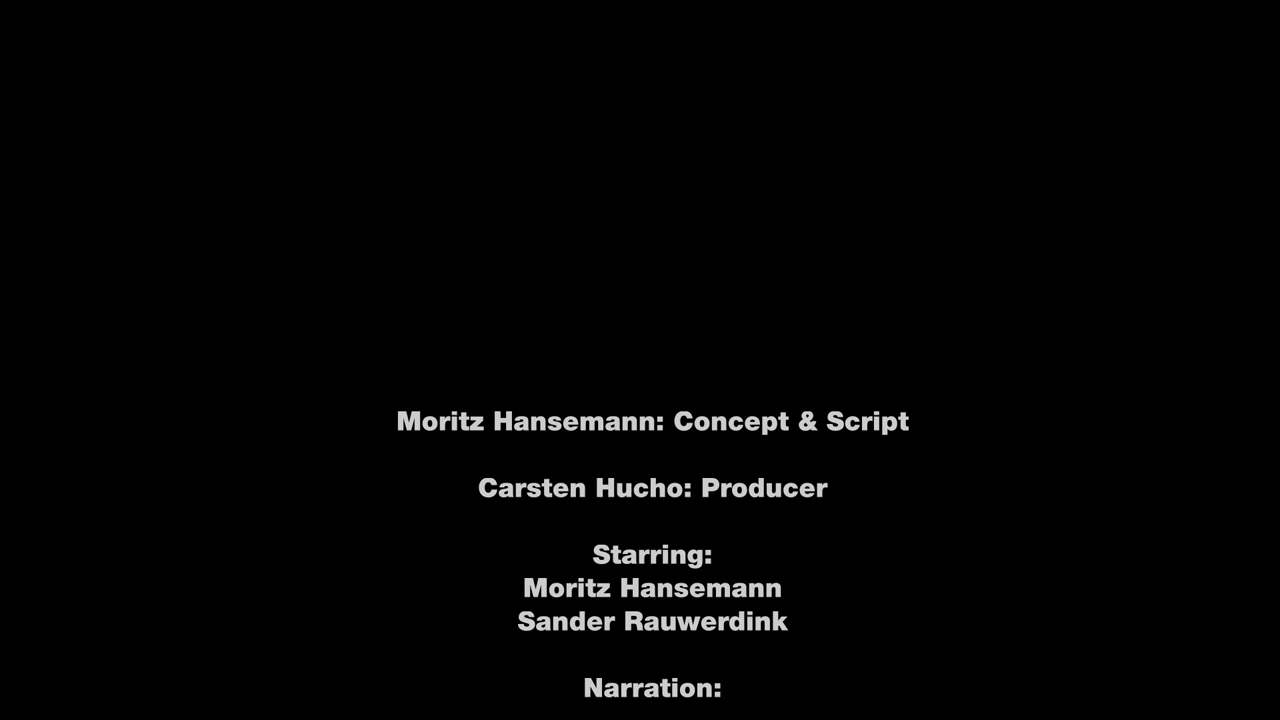 Moritz Hansemann: Concept & Script
Carsten Hucho: Producer
Starring:
Moritz Hansemann
Sander Rauwerdink
Narration: